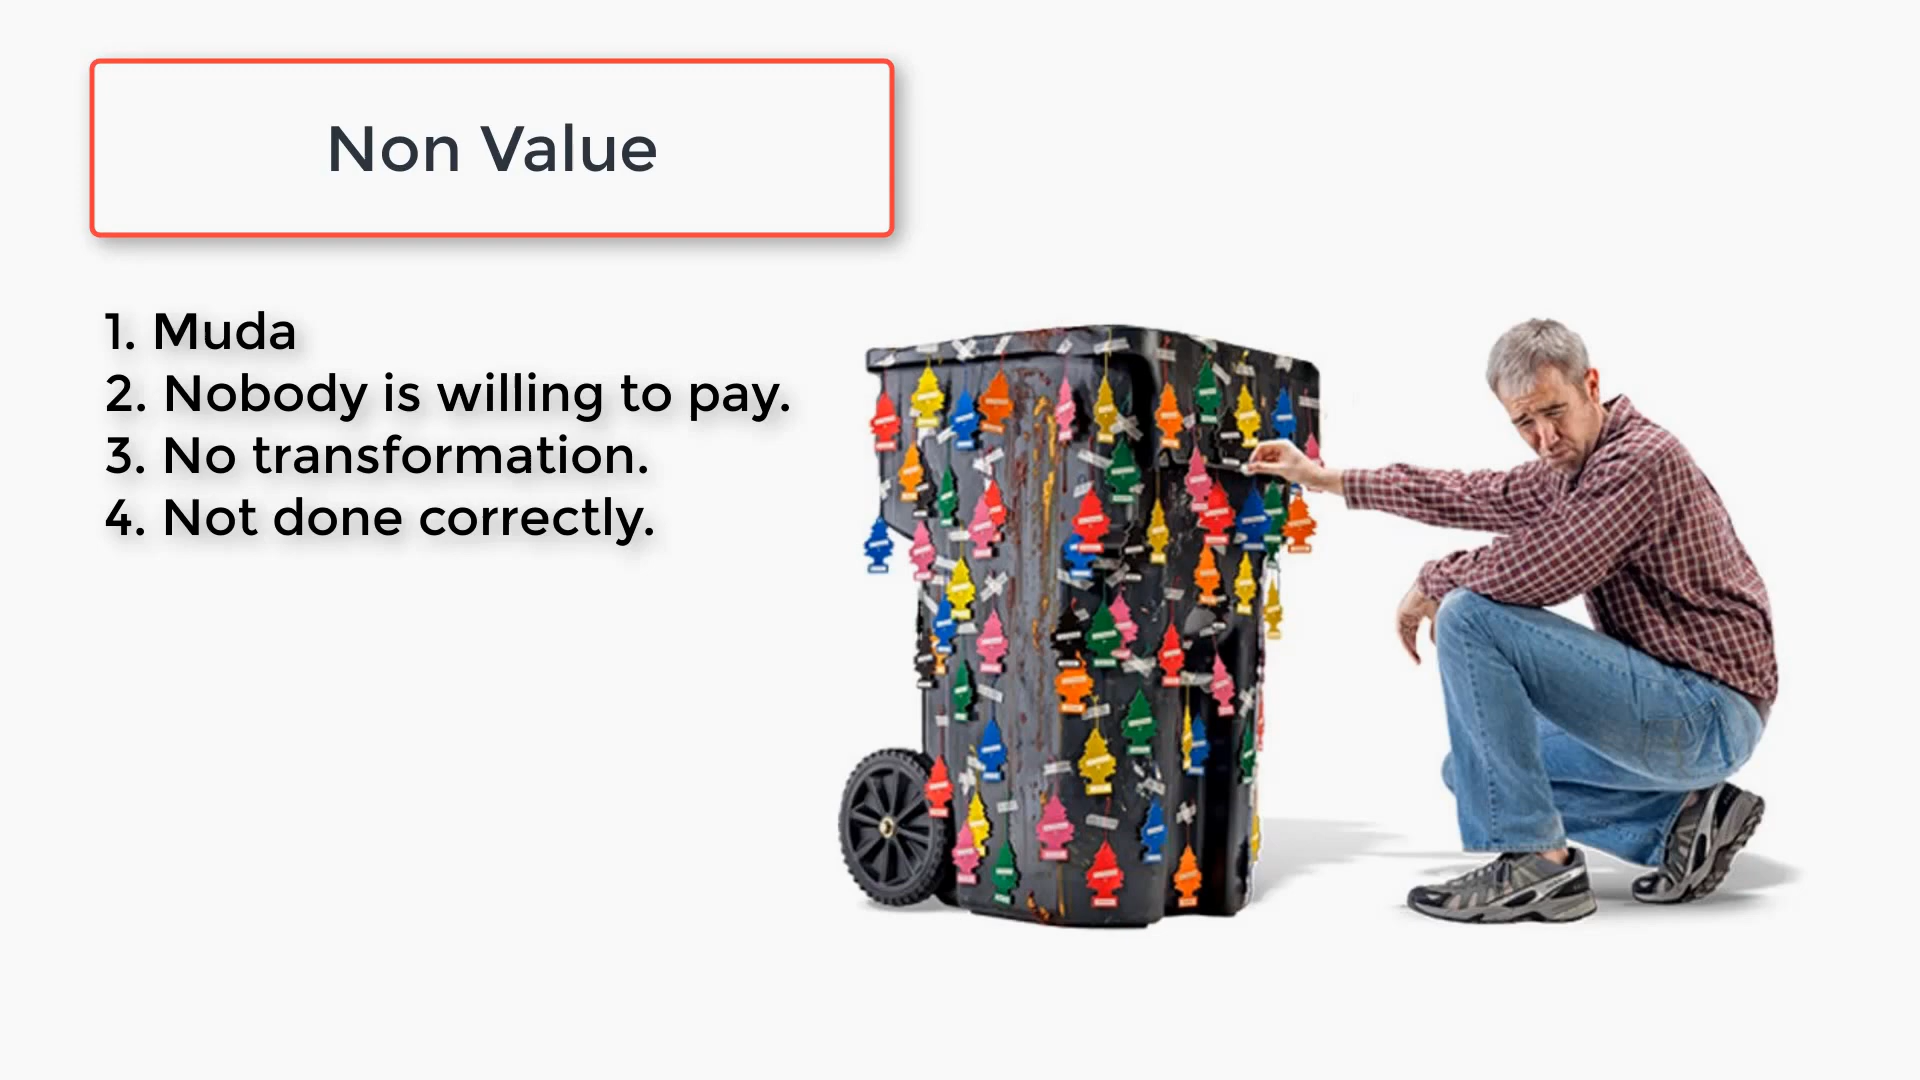 Non Value
1. Muda
2. Nobody is willing to pay.
3. No transformation.
4. Not done correctly.